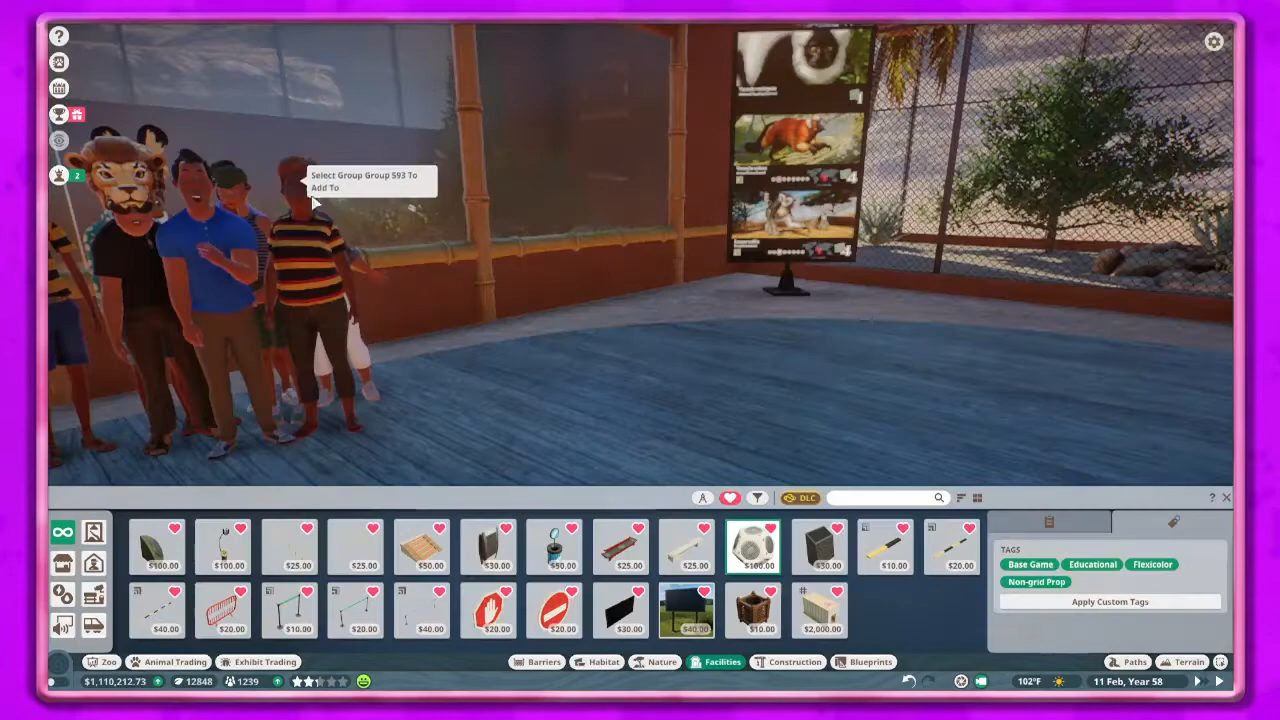 Select Group Group 593 To
Add To
2
DLC
$100.00
$100.00
$25.00
$25.00
$50.00
$30.00
$50.00
$25.00
$25.00
$100.00
$30.00
$10.00
$20.00
$40.00
$20.00
$10.00
$20.00
$40.00
$20.00
$20.00
$30.00
$40.00
$10.00
$2,000.00
TAGS
Base Game
Educational
Flexicolor
Non-grid Prop
Apply Custom Tags
Zoo
Animal Trading
Exhibit Trading
Barriers
Habitat
Nature
Facilities
Construction
Blueprints
Paths
Terrain
$1,110,212.73
12848
1239
102°F
11 Feb, Year 58